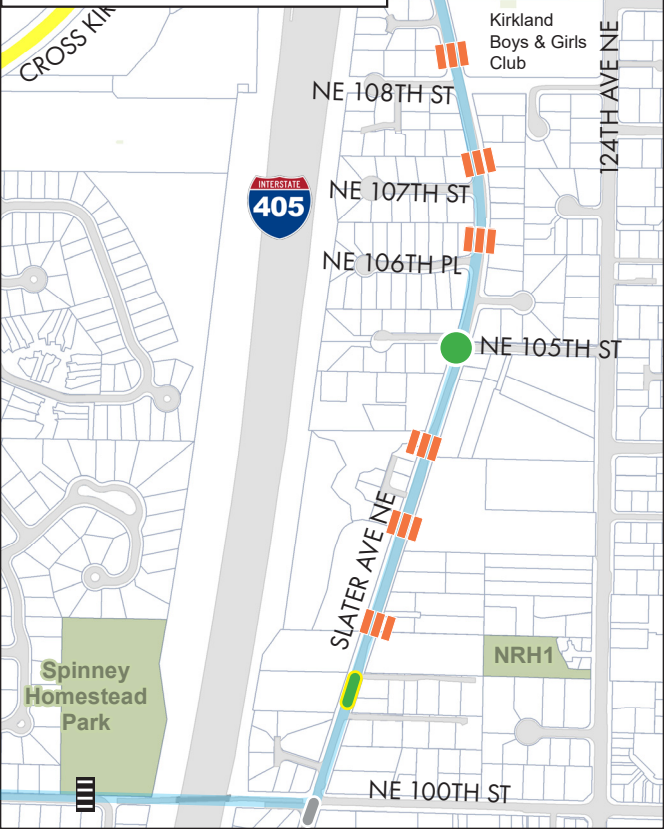 CROSS KIR
Kirkland
Boys & Girls
Club
124TH AVE NE
NE 108TH ST
INTERSTATE
405
NE 107TH ST
NE 106TH PL
NE 105TH ST
SLATER AVE NE
NRH1
Spinney
Homestead
Park
NE 100TH ST